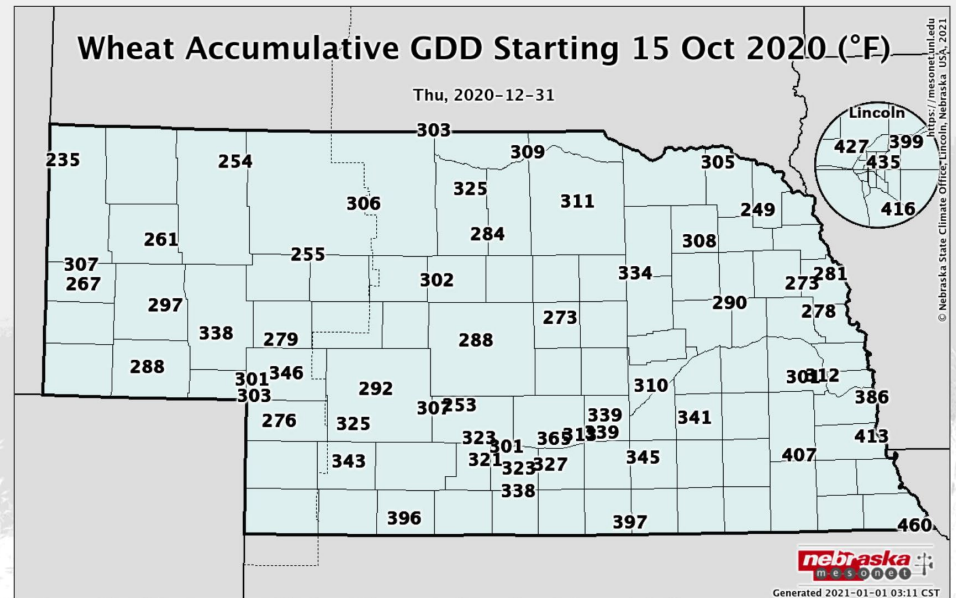 Wheat Accumulative GDD Starting 15 Oct 2020 (°F)
Thu, 2020-12-31
https://mesonet.unl.edu
© Nebraska State Climate Office, Lincoln, Nebraska USA, 2021
Lincoln
427 399
435
416
303
235 254 309 305
325
306 311 249
261 284 308
255
307 334 281
267 302 273
297 290 278
338 273
279 288
288 346 301 312
301 292 310 386
303 307 253
276 325 339 341
323 365 313 339 413
301
343 321 327 345 407
323
338
396 397 460
nebraska
mesonet
Generated 2021-01-01 03:11 CST